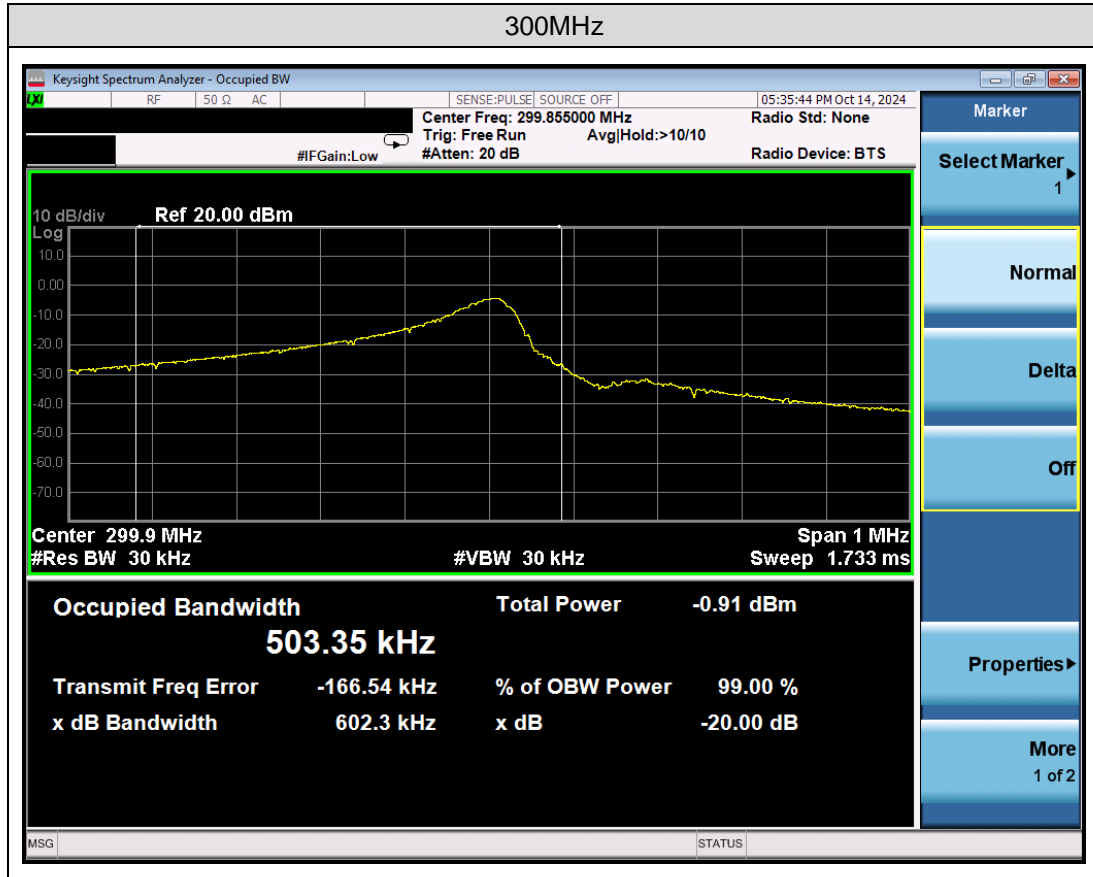 300MHz
Keysight Spectrum Analyzer - Occupied BW
LXI RF 50 Ω AC SENSE:PULSE SOURCE OFF 05:35:44 PM Oct 14, 2024
Center Freq: 299.855000 MHz Radio Std: None
Trig: Free Run Avg|Hold:>10/10
#IFGain:Low #Atten: 20 dB Radio Device: BTS
10 dB/div Ref 20.00 dBm
Log
10.0
0.00
-10.0
-20.0
-30.0
-40.0
-50.0
-60.0
-70.0
Center 299.9 MHz Span 1 MHz
#Res BW 30 kHz #VBW 30 kHz Sweep 1.733 ms
Occupied Bandwidth Total Power -0.91 dBm
503.35 kHz
Transmit Freq Error -166.54 kHz % of OBW Power 99.00 %
x dB Bandwidth 602.3 kHz x dB -20.00 dB
MSG STATUS
Marker
Select Marker
1
Normal
Delta
Off
Properties
More
1 of 2